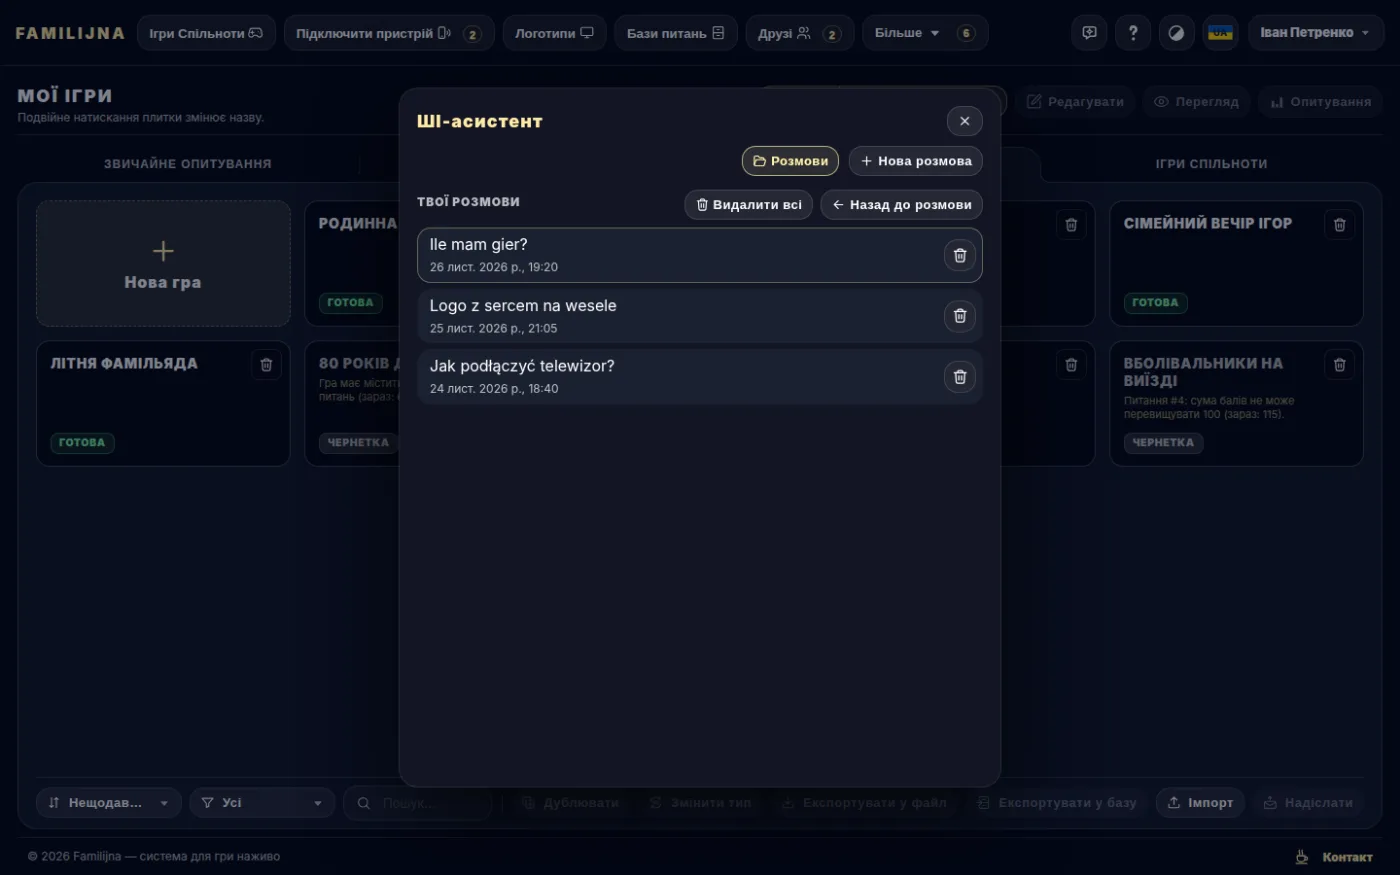 FAMILIJNA
Ігри Спільноти
Підключити пристрій 2
Логотипи
Бази питань
Друзі 2
Більше 6
?
UA
Іван Петренко
МОЇ ІГРИ
Подвійне натискання плитки змінює назву.
Редагувати
Перегляд
Опитування
ЗВИЧАЙНЕ ОПИТУВАННЯ
ІГРИ СПІЛЬНОТИ
ШІ-асистент
Розмови
Нова розмова
ТВОЇ РОЗМОВИ
Видалити всі
Назад до розмови
Ile mam gier?
26 лист. 2026 р., 19:20
Logo z sercem na wesele
25 лист. 2026 р., 21:05
Jak podłączyć telewizor?
24 лист. 2026 р., 18:40
Нова гра
РОДИННА
ГОТОВА
СІМЕЙНИЙ ВЕЧІР ІГОР
ГОТОВА
ЛІТНЯ ФАМІЛЬЯДА
ГОТОВА
80 РОКІВ
Гра має
питань (зараз:
ЧЕРНЕТКА
ВБОЛІВАЛЬНИКИ НА
ВИЇЗДІ
Питання #4: сума балів не може
перевищувати 100 (зараз: 115).
ЧЕРНЕТКА
Нещодав...
Усі
Пошук...
Дублювати
Змінити тип
Експортувати у файл
Експортувати у базу
Імпорт
Надіслати
© 2026 Familijna — система для гри наживо
Контакт